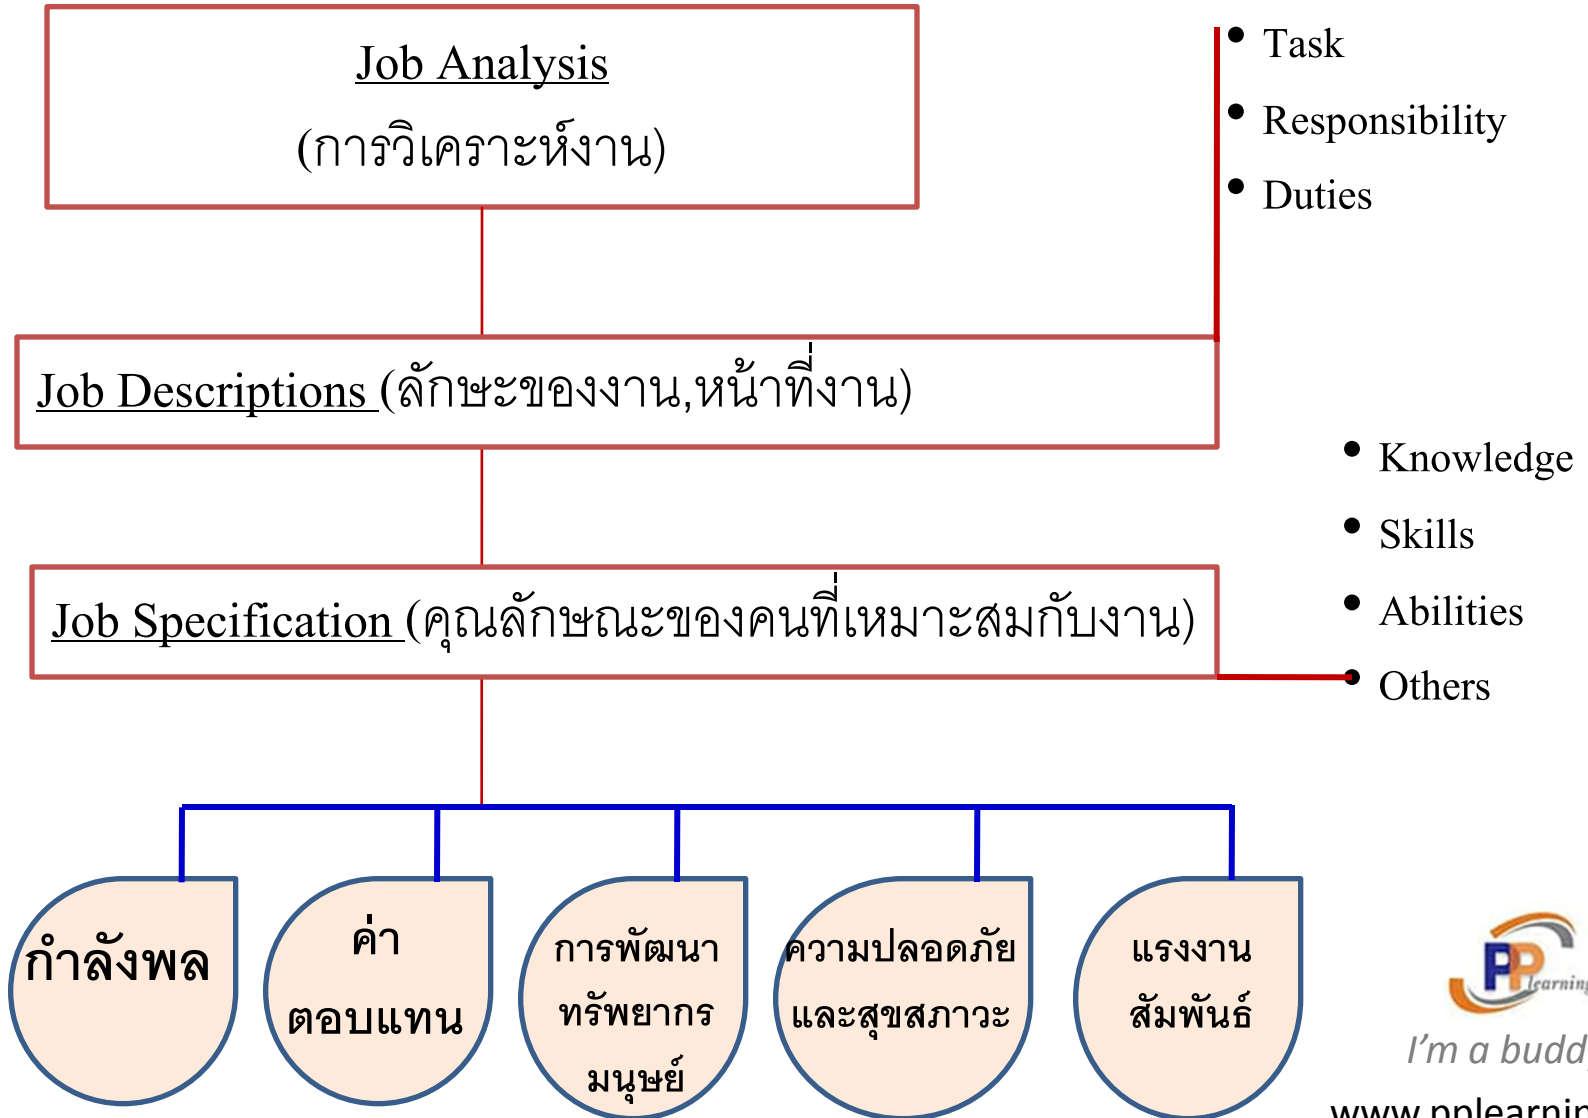 Job Analysis
(การวิเคราะห์งาน)
• Task
• Responsibility
• Duties
Job Descriptions (ลักษะของงาน,หน้าที่งาน)
• Knowledge
• Skills
• Abilities
• Others
Job Specification (คุณลักษณะของคนที่เหมาะสมกับงาน)
กำลังพล
ค่า
ตอบแทน
การพัฒนา
ทรัพยากร
มนุษย์
ความปลอดภัย
และสุขสภาวะ
แรงงาน
สัมพันธ์
PP
learning
I'm a buddy
www.pplearnin